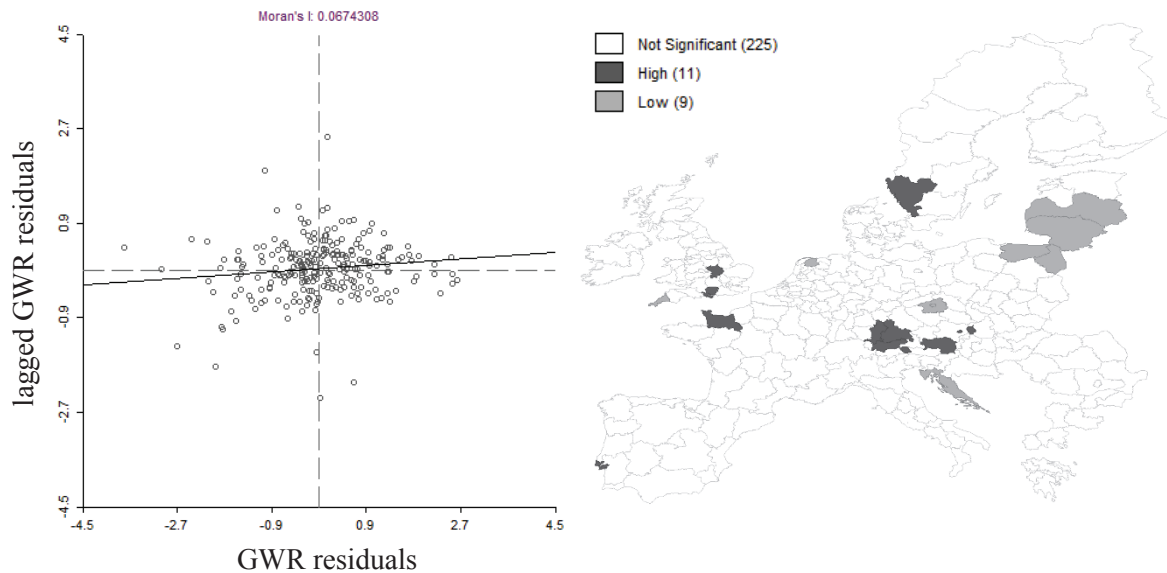 Moran's I: 0.0674308
4.5
2.7
0.9
-0.9
-2.7
-4.5
lagged GWR residuals
-4.5
-2.7
-0.9
0.9
2.7
4.5
GWR residuals
Not Significant (225)
High (11)
Low (9)